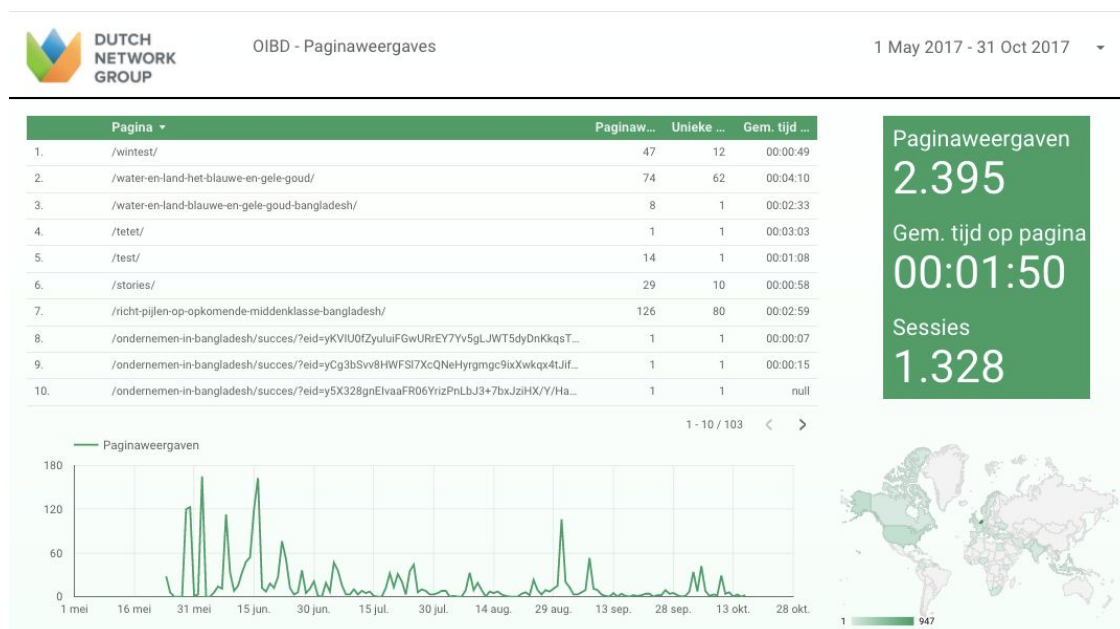 DUTCH
NETWORK
GROUP
OIBD - Paginaweergaves
1 May 2017 - 31 Oct 2017
Pagina Paginaw... Unieke ... Gem. tijd ...
1. /wintest/ 47 12 00:00:49
2. /water-en-land-het-blauwe-en-gele-goud/ 74 62 00:04:10
3. /water-en-land-blauwe-en-gele-goud-bangladesh/ 8 1 00:02:33
4. /tetet/ 1 1 00:03:03
5. /test/ 14 1 00:01:08
6. /stories/ 29 10 00:00:58
7. /richt-pijlen-op-opkomende-middenklasse-bangladesh/ 126 80 00:02:59
8. /ondernemen-in-bangladesh/succes/?eid=yKVIU0fZyuluiFGwURrEY7Yv5gLJWT5dyDnKkqsT... 1 1 00:00:07
9. /ondernemen-in-bangladesh/succes/?eid=yCg3bSvv8HWFSl7XcQNeHyrgmgc9ixXwkqx4tJif... 1 1 00:00:15
10. /ondernemen-in-bangladesh/succes/?eid=y5X328gnEIvaaFR06YrizPnLbJ3+7bxJziHX/Y/Ha... 1 1 null
1 - 10 / 103
Paginaweergaven
2.395
Gem. tijd op pagina
00:01:50
Sessies
1.328
Paginaweergaven
180
120
60
0
1 mei 16 mei 31 mei 15 jun. 30 jun. 15 jul. 30 jul. 14 aug. 29 aug. 13 sep. 28 sep. 13 okt. 28 okt.
1 947